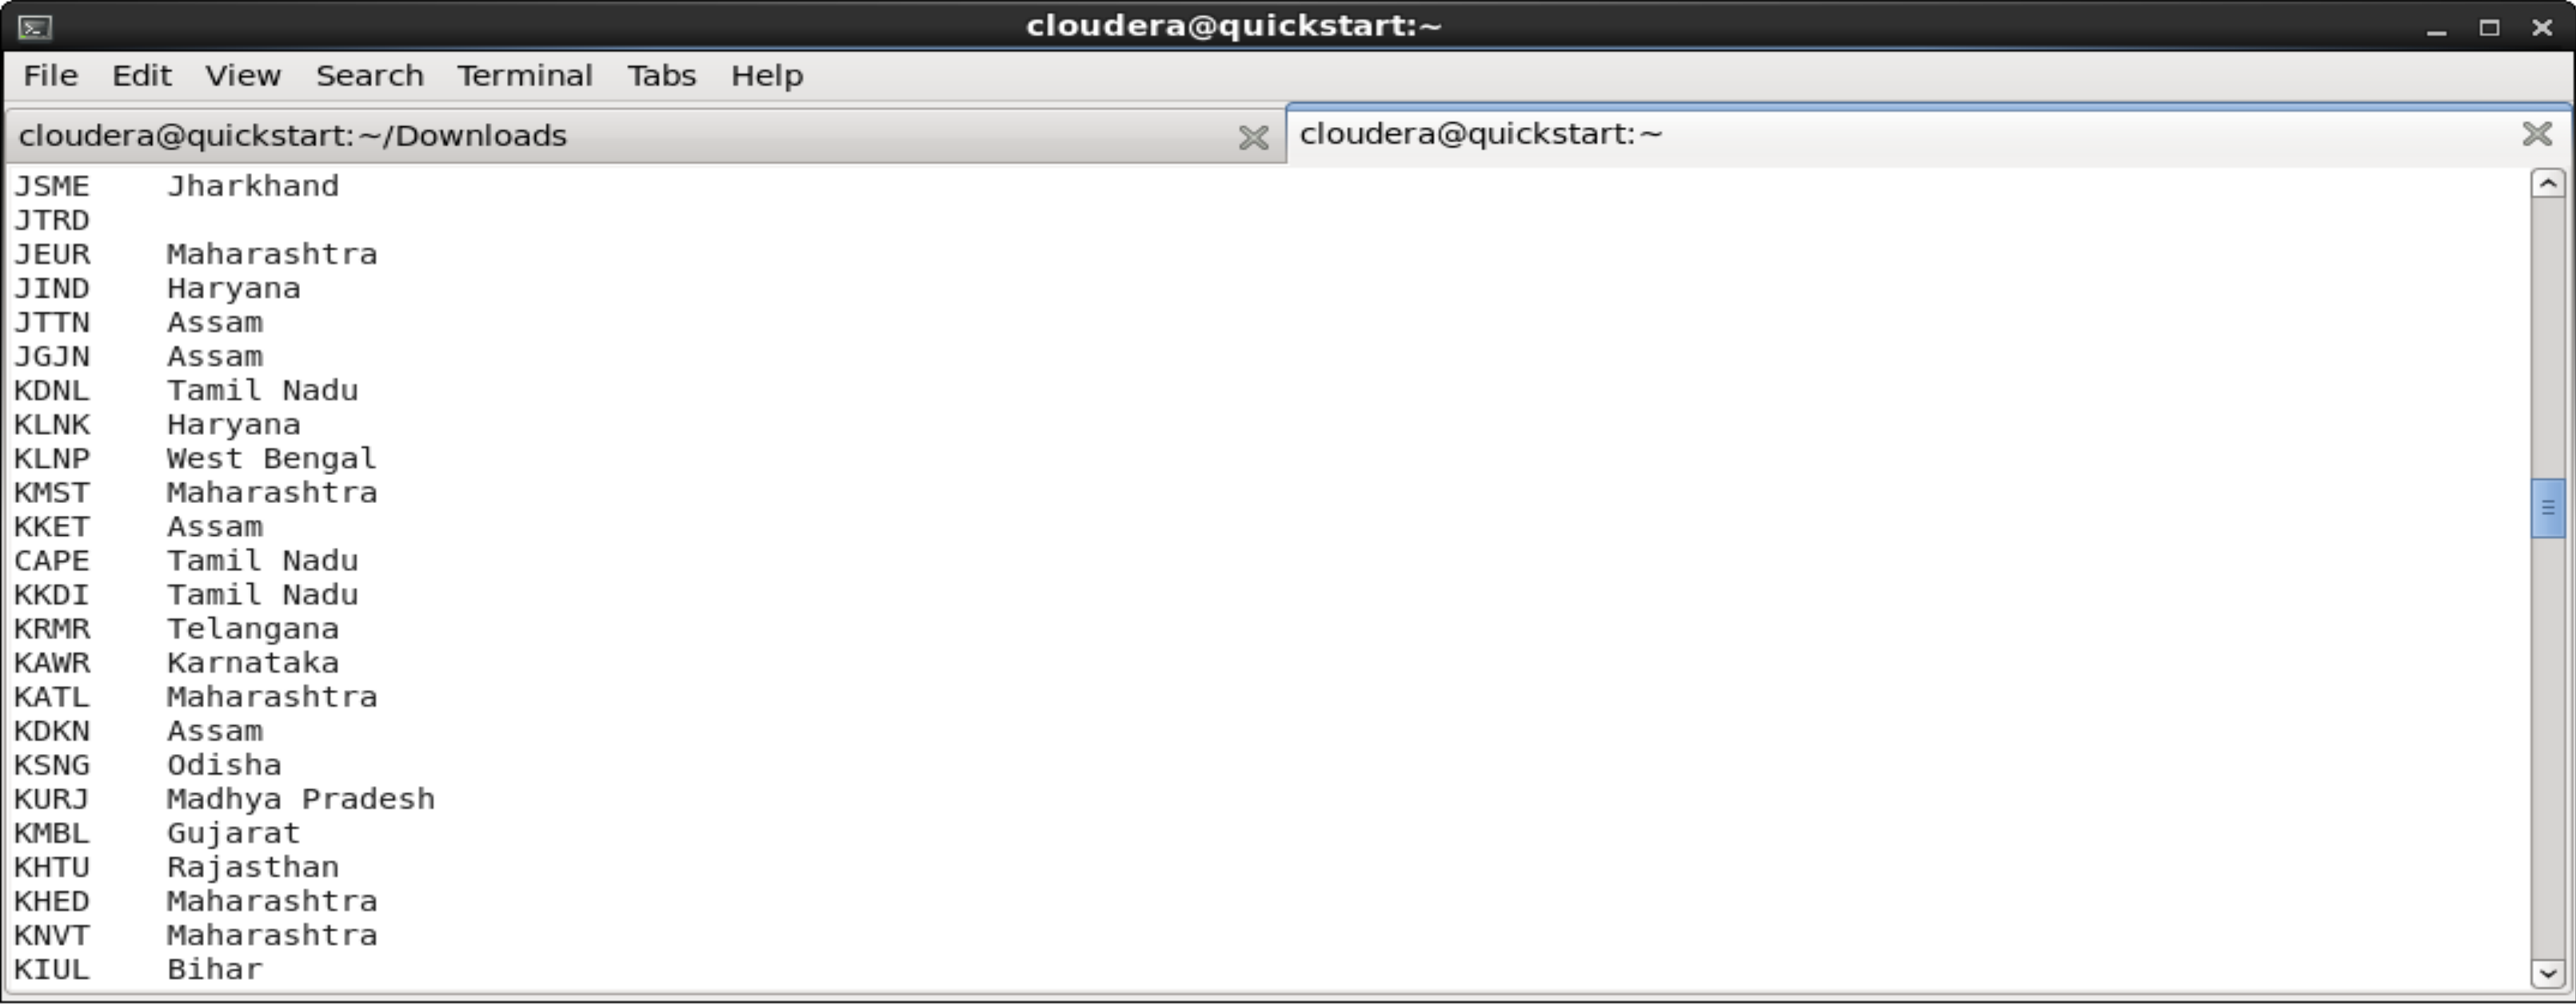 cloudera@quickstart:~
File Edit View Search Terminal Tabs Help
cloudera@quickstart:~/Downloads cloudera@quickstart:~
JSME Jharkhand
JTRD
JEUR Maharashtra
JIND Haryana
JTTN Assam
JGJN Assam
KDNL Tamil Nadu
KLNK Haryana
KLNP West Bengal
KMST Maharashtra
KKET Assam
CAPE Tamil Nadu
KKDI Tamil Nadu
KRMR Telangana
KAWR Karnataka
KATL Maharashtra
KDKN Assam
KSNG Odisha
KURJ Madhya Pradesh
KMBL Gujarat
KHTU Rajasthan
KHED Maharashtra
KNVT Maharashtra
KIUL Bihar